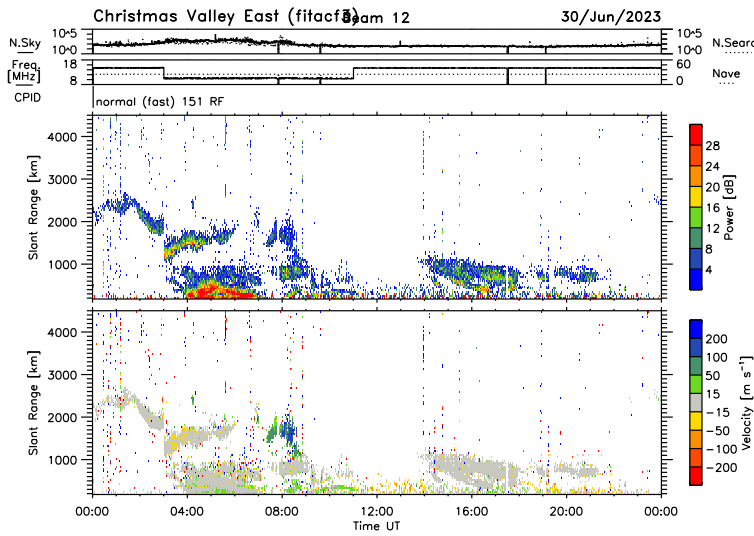 Christmas Valley East (fitacf3) Beam 12 30/Jun/2023
N.Sky 10^5 10^0 10^5 10^0 N.Search
Freq. [MHz] 18 8 60 0 Nave
CPID normal (fast) 151 RF
Slant Range [km] 4000 3000 2000 1000
28 24 20 16 12 8 4 Power [dB]
Slant Range [km] 4000 3000 2000 1000
200 100 50 15 -15 -50 -100 -200 Velocity [m s⁻¹]
00:00 04:00 08:00 12:00 16:00 20:00 00:00
Time UT